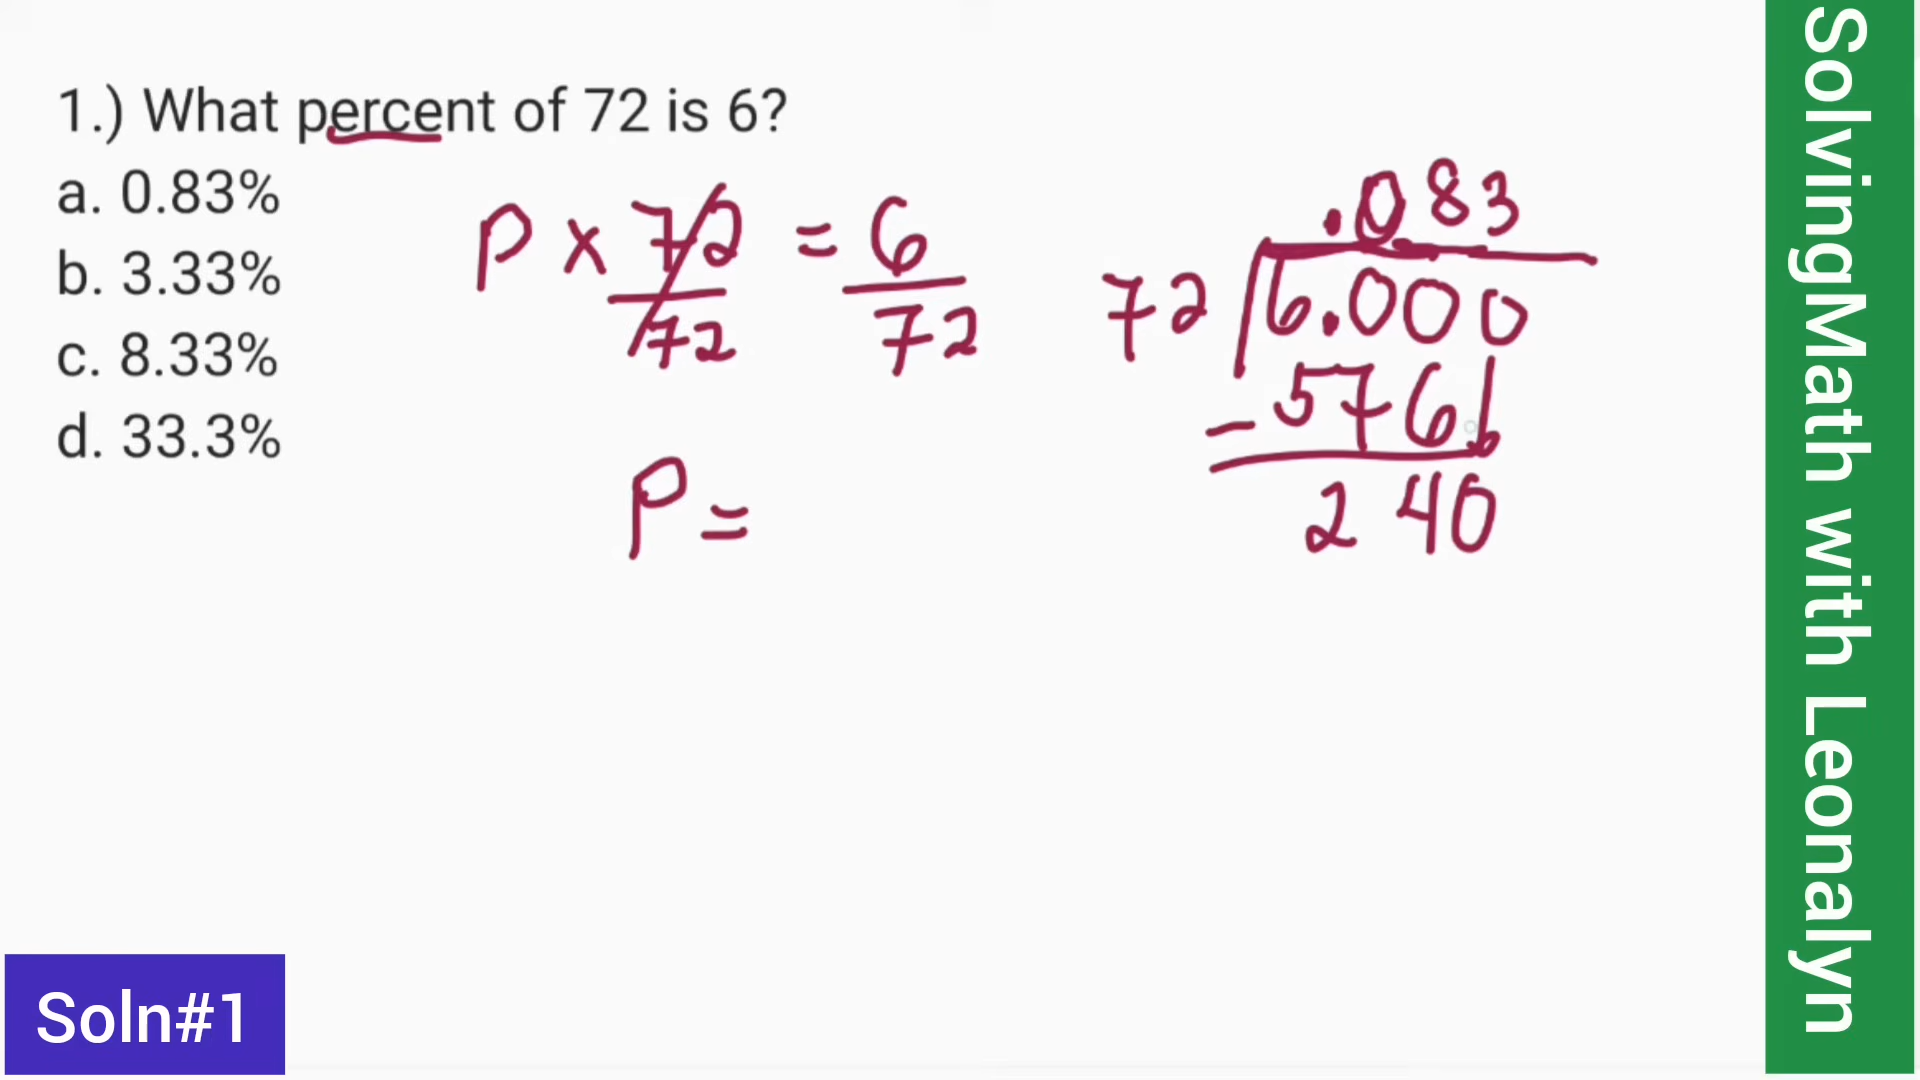 1.) What percent of 72 is 6?
a. 0.83%
b. 3.33%
c. 8.33%
d. 33.3%
P x 72 = 6
72 72
P =
.083
72 6.000
- 576
240
Soln#1
SolvingMath with Leonalyn